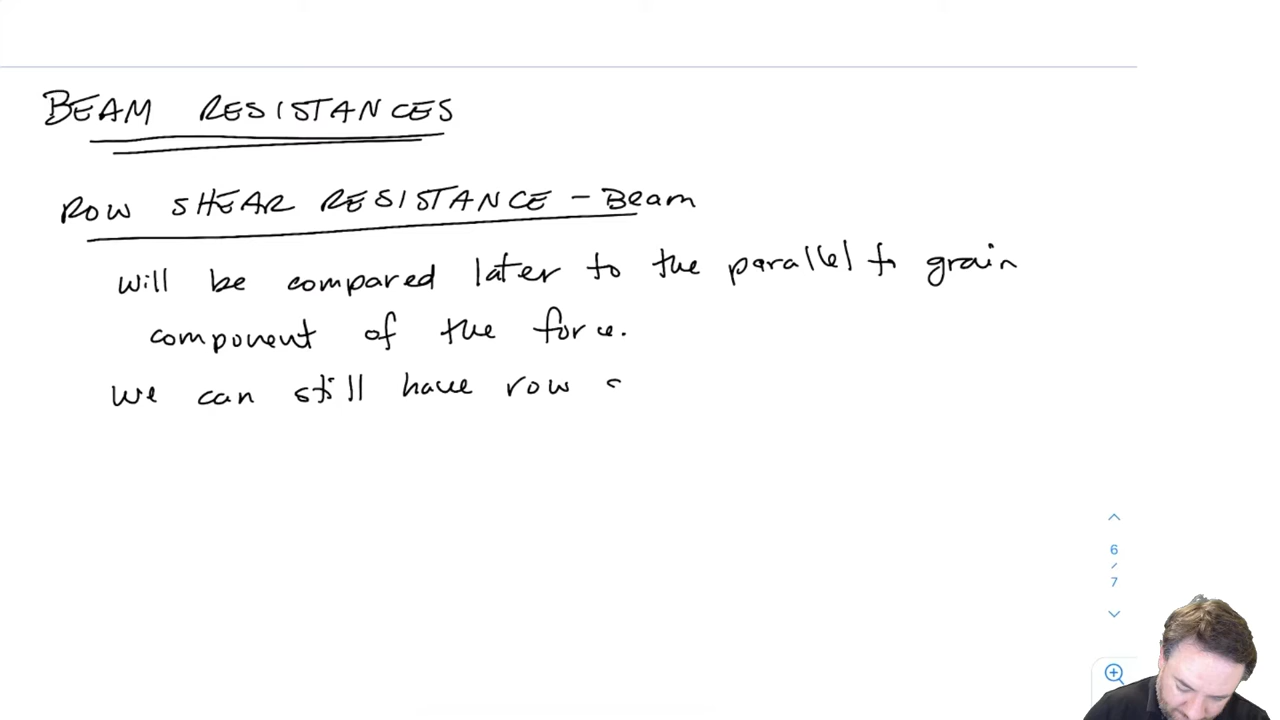 BEAM RESISTANCES
ROW SHEAR RESISTANCE - Beam
will be compared later to the parallel to grain
component of the force.
We can still have row
6
/
7